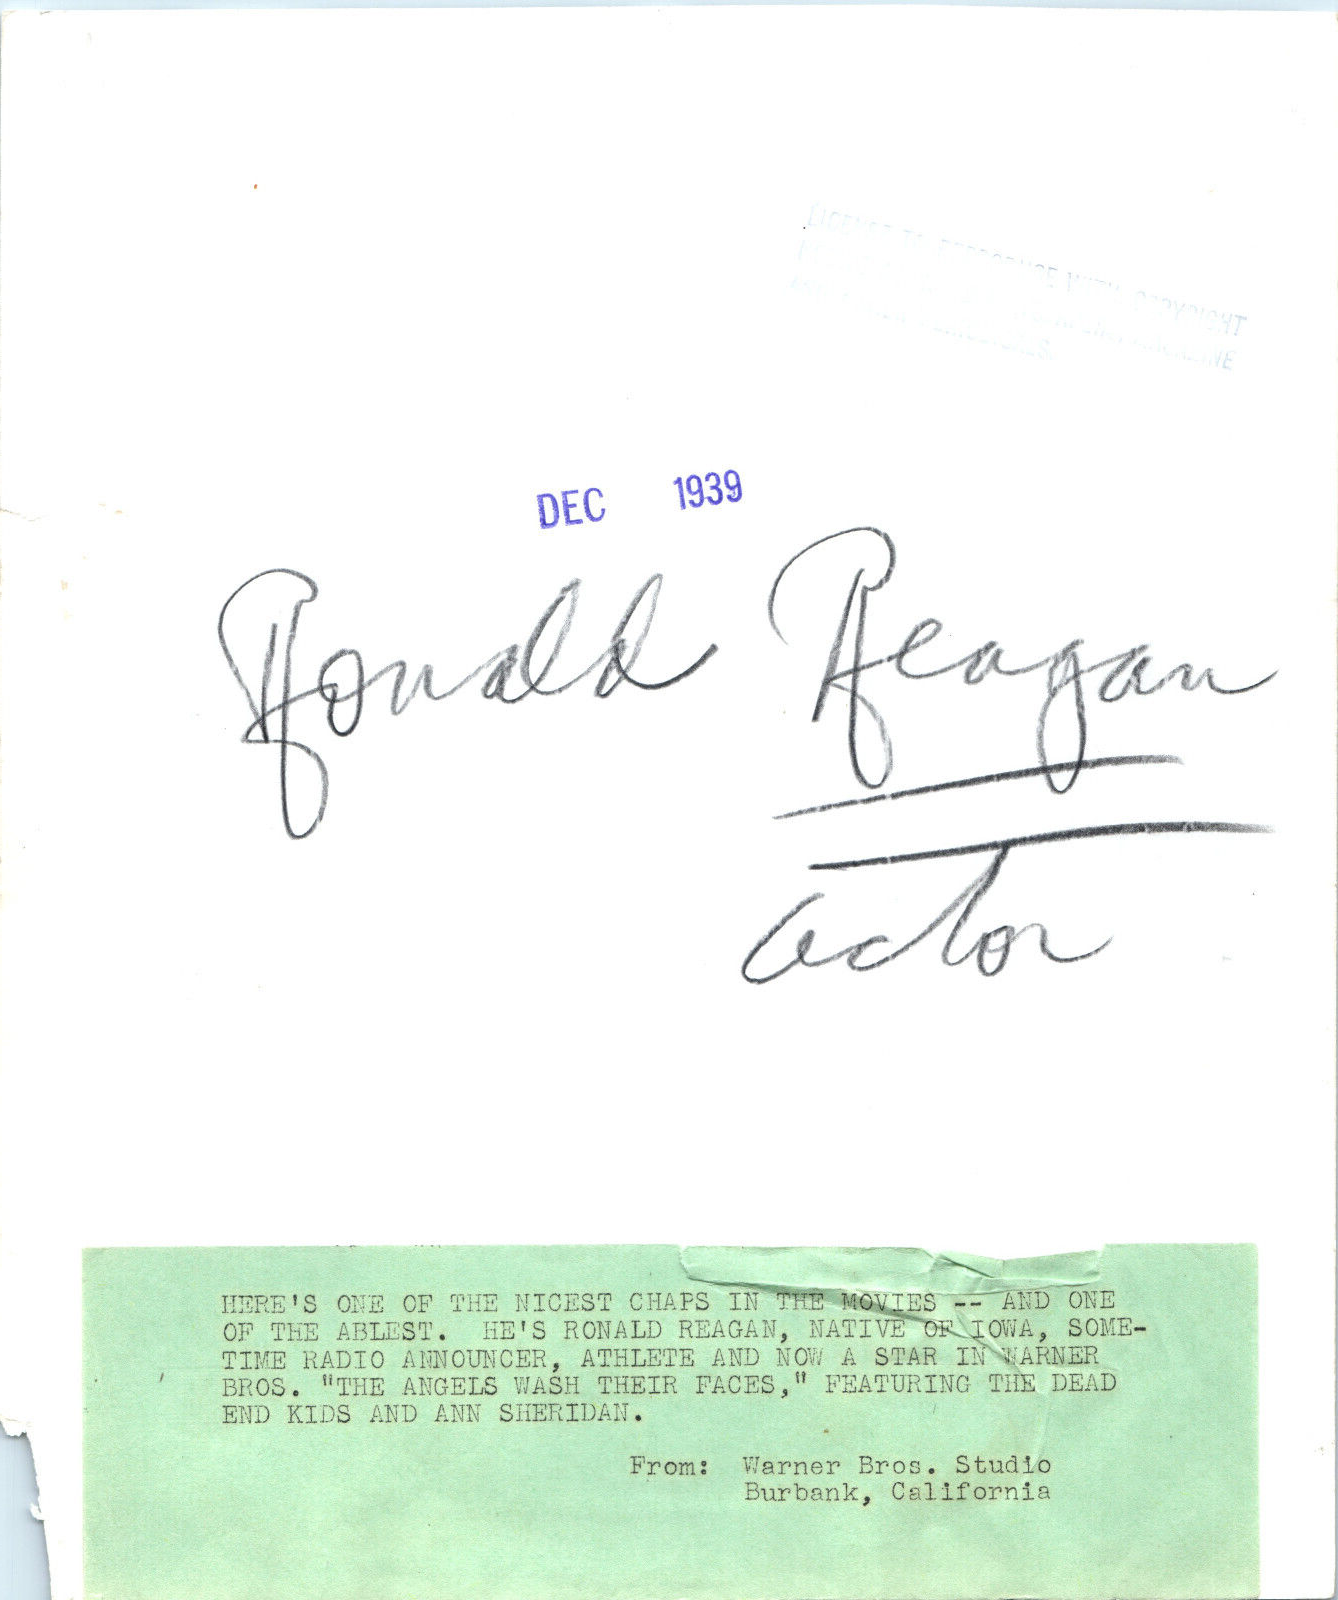 DEC 1939
Ronald Reagan
actor
HERE'S ONE OF THE NICEST CHAPS IN THE MOVIES -- AND ONE
OF THE ABLEST. HE'S RONALD REAGAN, NATIVE OF IOWA, SOME-
TIME RADIO ANNOUNCER, ATHLETE AND NOW A STAR IN WARNER
BROS. "THE ANGELS WASH THEIR FACES," FEATURING THE DEAD
END KIDS AND ANN SHERIDAN.
From: Warner Bros. Studio
Burbank, California